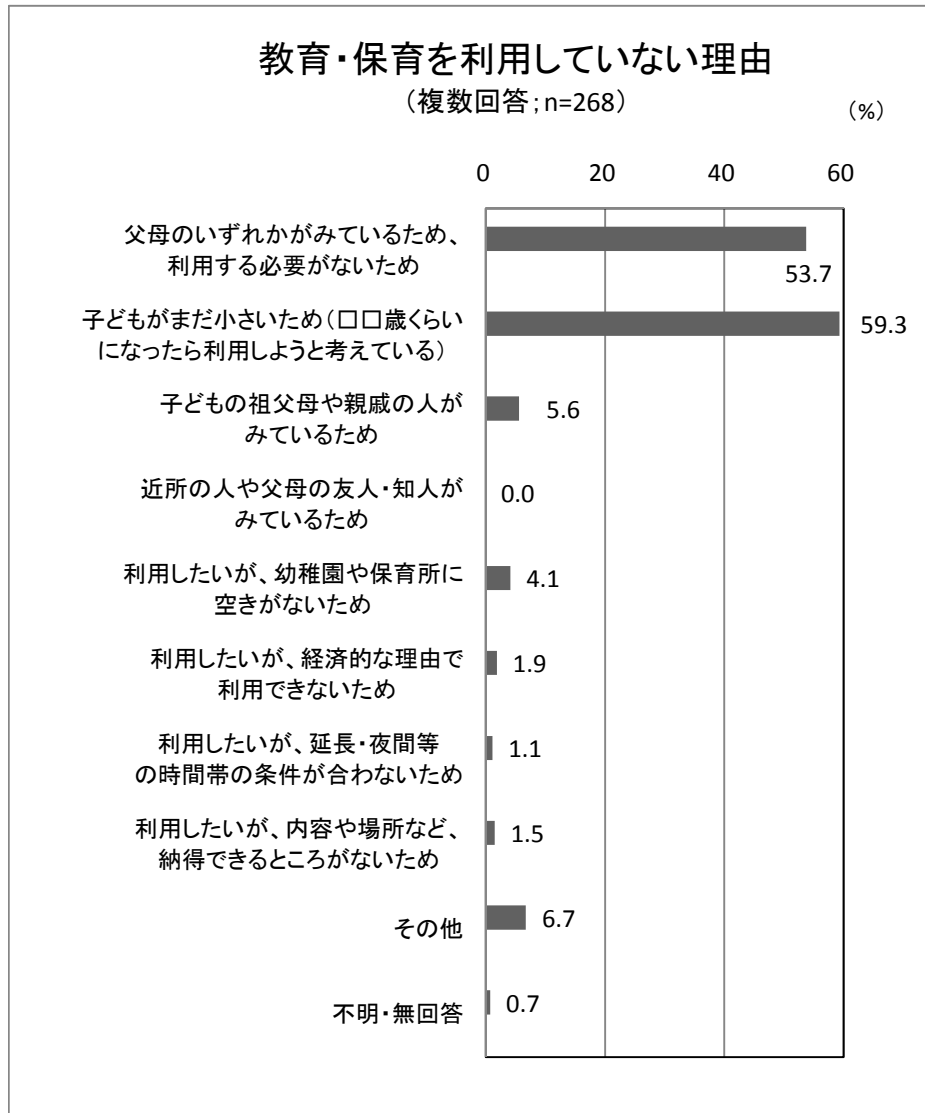 教育・保育を利用していない理由
（複数回答；n=268）
（%）
0 20 40 60
父母のいずれかがみているため、
利用する必要がないため
53.7
子どもがまだ小さいため（□□歳くらい
になったら利用しようと考えている）
59.3
子どもの祖父母や親戚の人が
みているため
5.6
近所の人や父母の友人・知人が
みているため
0.0
利用したいが、幼稚園や保育所に
空きがないため
4.1
利用したいが、経済的な理由で
利用できないため
1.9
利用したいが、延長・夜間等
の時間帯の条件が合わないため
1.1
利用したいが、内容や場所など、
納得できるところがないため
1.5
その他
6.7
不明・無回答
0.7